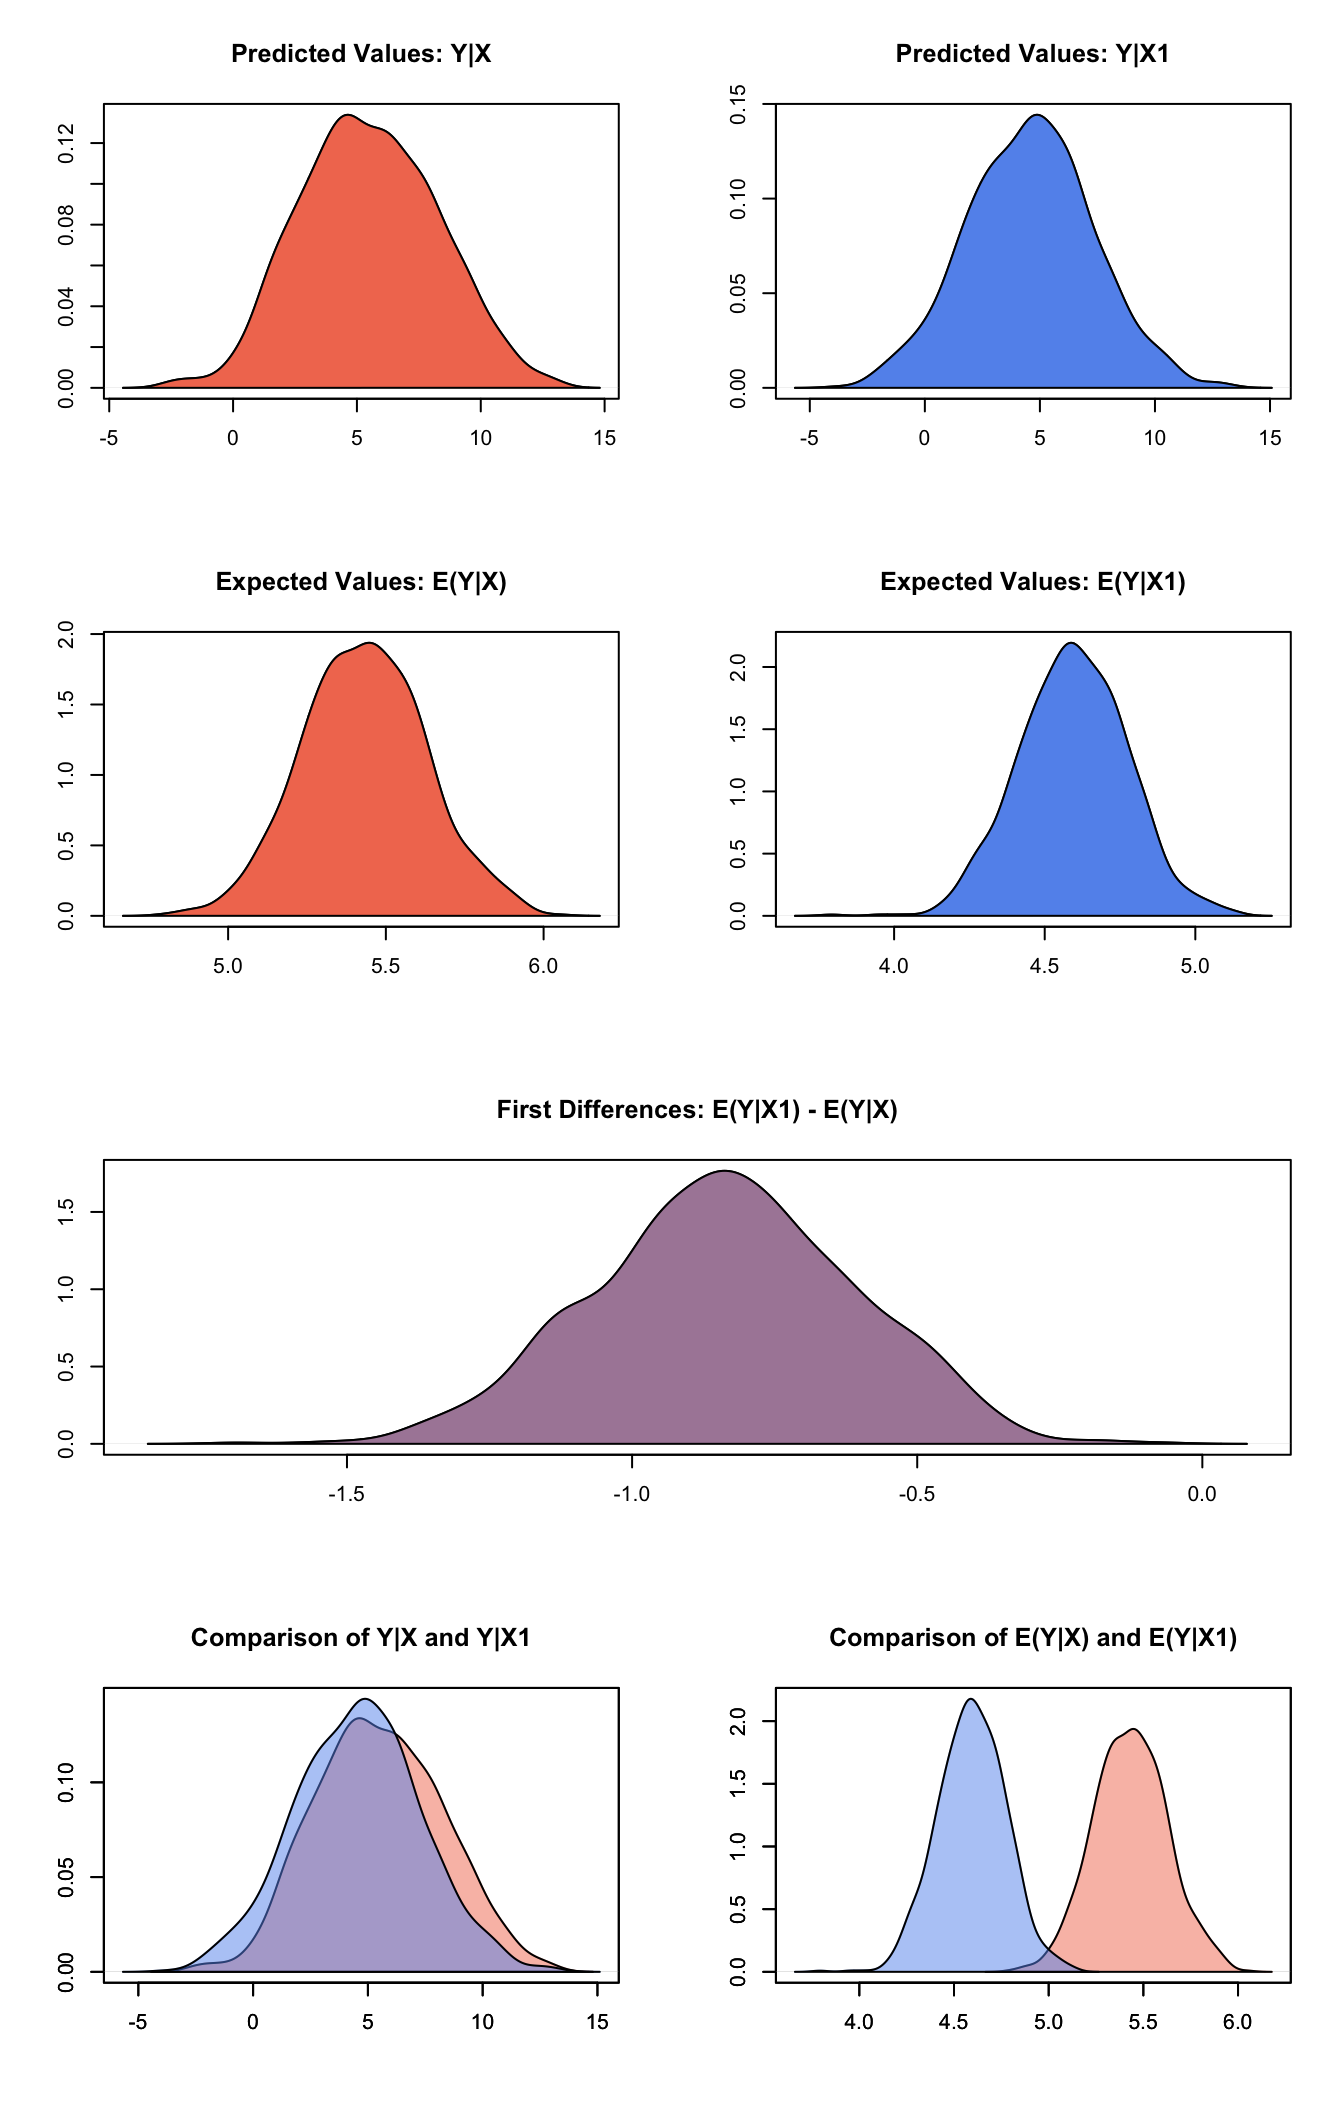 Predicted Values: Y|X
0.00 0.04 0.08 0.12
-5 0 5 10 15
Predicted Values: Y|X1
0.00 0.05 0.10 0.15
-5 0 5 10 15
Expected Values: E(Y|X)
0.0 0.5 1.0 1.5 2.0
5.0 5.5 6.0
Expected Values: E(Y|X1)
0.0 0.5 1.0 1.5 2.0
4.0 4.5 5.0
First Differences: E(Y|X1) - E(Y|X)
0.0 0.5 1.0 1.5
-1.5 -1.0 -0.5 0.0
Comparison of Y|X and Y|X1
0.00 0.05 0.10
-5 0 5 10 15
Comparison of E(Y|X) and E(Y|X1)
0.0 0.5 1.0 1.5 2.0
4.0 4.5 5.0 5.5 6.0